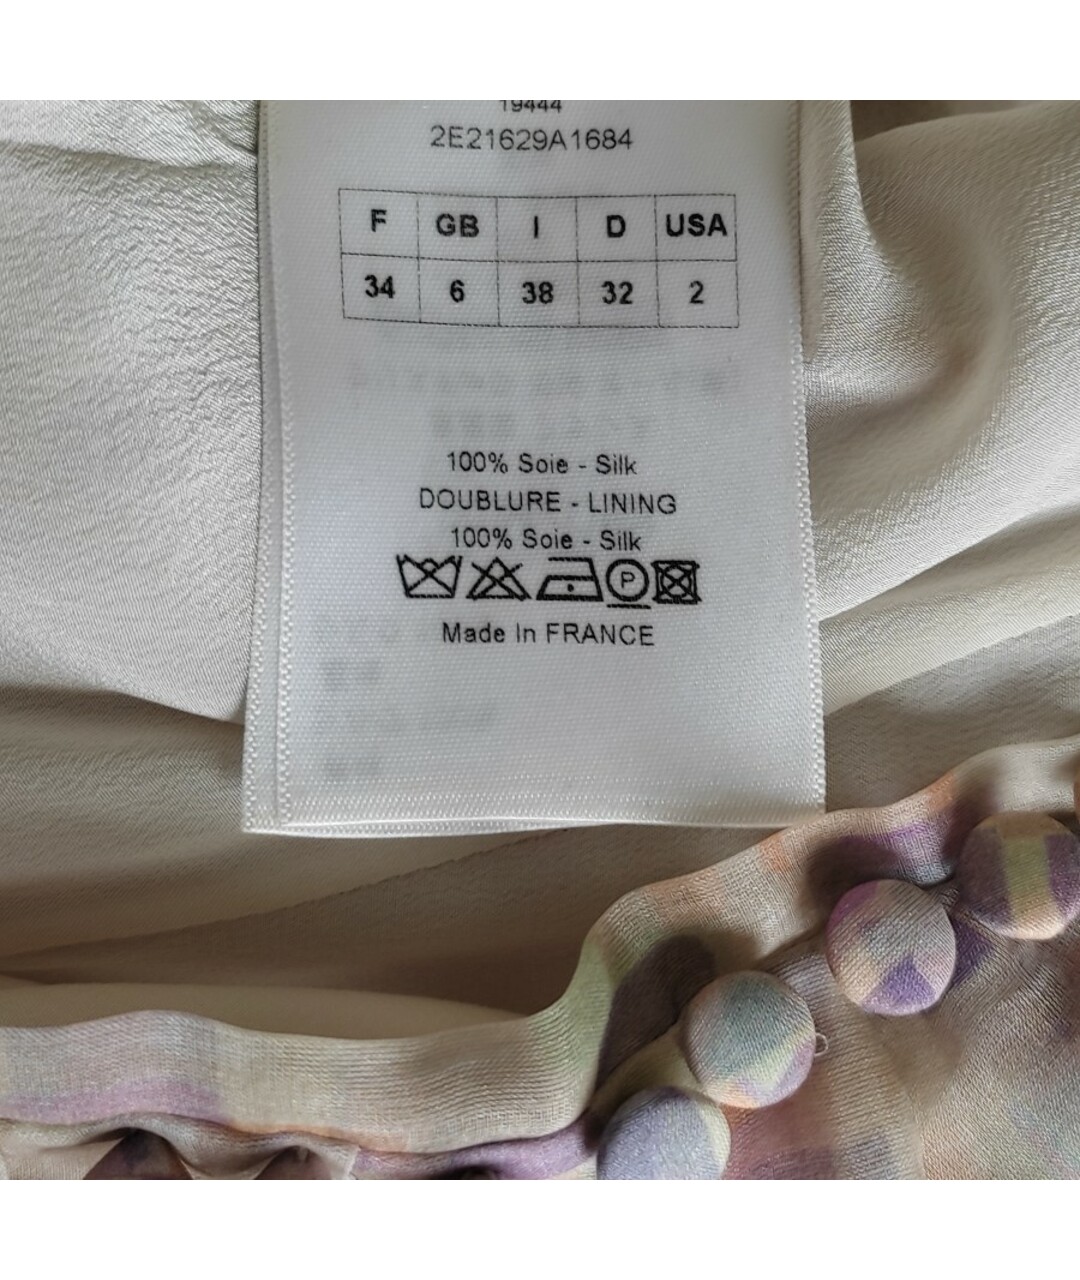 19444
2E21629A1684
F GB I D USA
34 6 38 32 2
100% Soie - Silk
DOUBLURE - LINING
100% Soie - Silk
P
Made In FRANCE